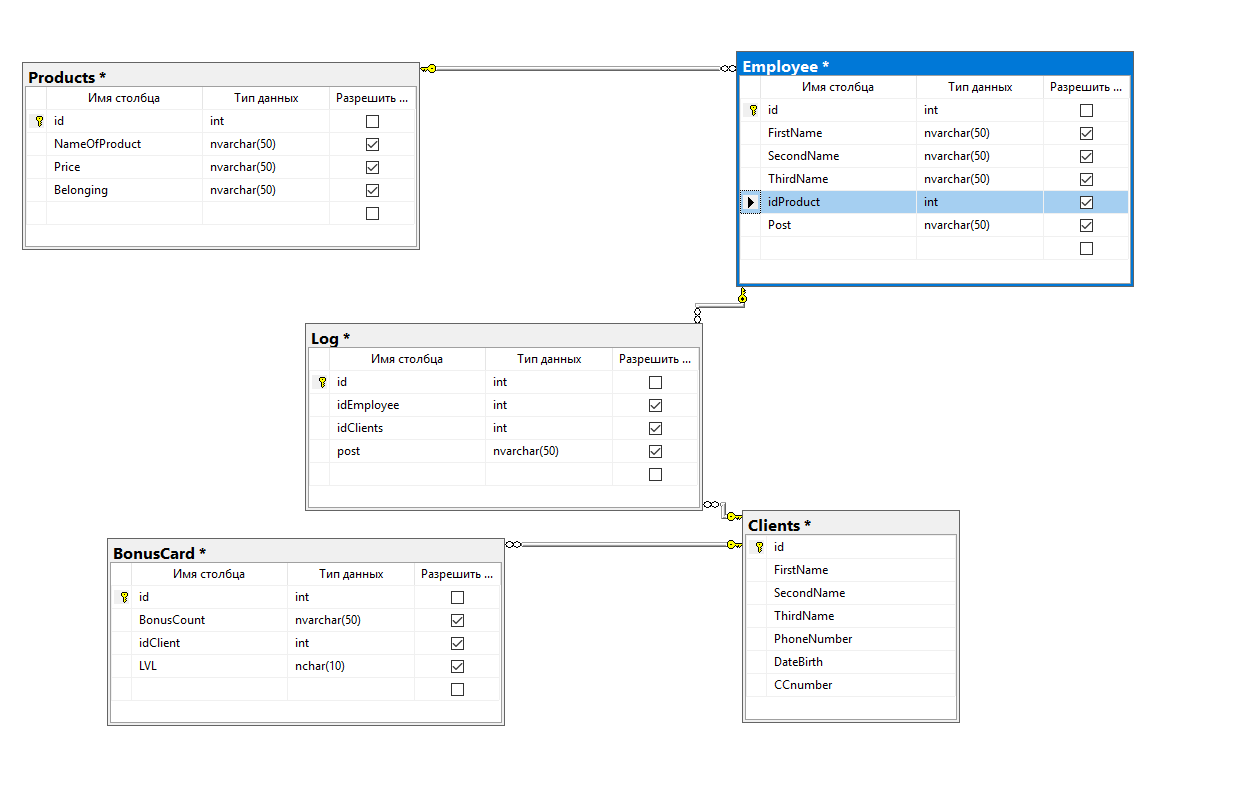 Products *
Имя столбца Тип данных Разрешить ...
id int
NameOfProduct nvarchar(50)
Price nvarchar(50)
Belonging nvarchar(50)
Employee *
Имя столбца Тип данных Разрешить ...
id int
FirstName nvarchar(50)
SecondName nvarchar(50)
ThirdName nvarchar(50)
idProduct int
Post nvarchar(50)
Log *
Имя столбца Тип данных Разрешить ...
id int
idEmployee int
idClients int
post nvarchar(50)
BonusCard *
Имя столбца Тип данных Разрешить ...
id int
BonusCount nvarchar(50)
idClient int
LVL nchar(10)
Clients *
id
FirstName
SecondName
ThirdName
PhoneNumber
DateBirth
CCnumber